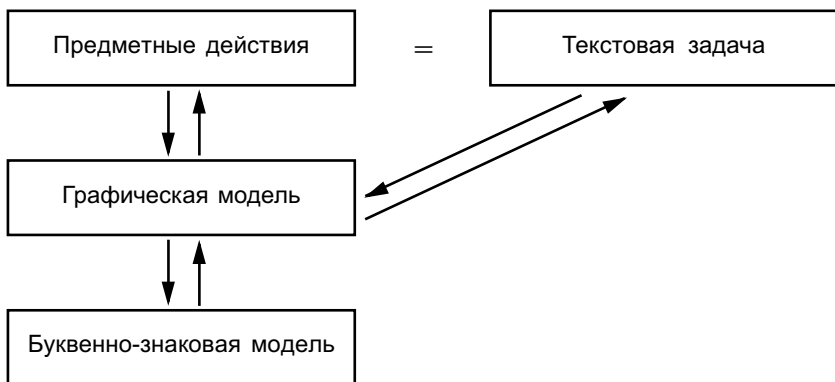 Предметные действия = Текстовая задача
Графическая модель
Буквенно-знаковая модель